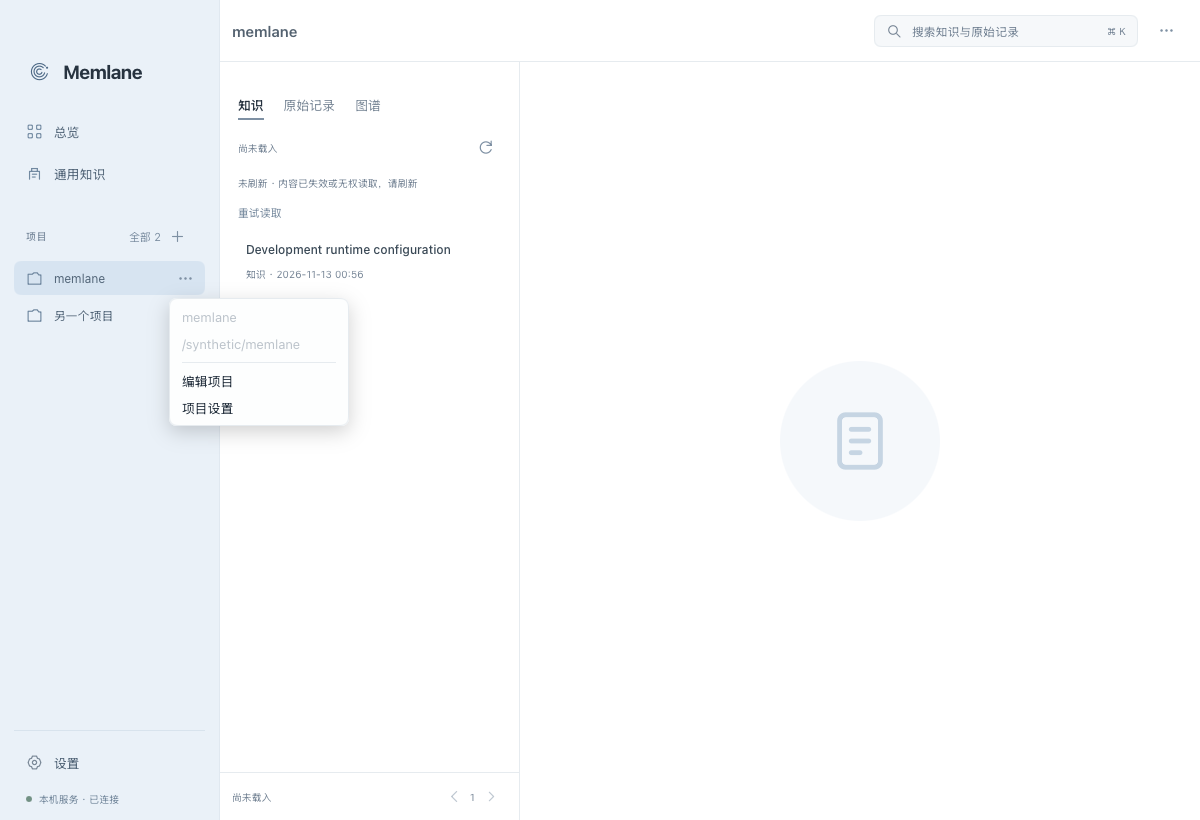 memlane
搜索知识与原始记录
⌘ K
Memlane
总览
通用知识
项目
全部 2
memlane
另一个项目
知识
原始记录
图谱
尚未载入
未刷新 · 内容已失效或无权读取，请刷新
重试读取
Development runtime configuration
知识 · 2026-11-13 00:56
memlane
/synthetic/memlane
编辑项目
项目设置
设置
本机服务 · 已连接
尚未载入
1